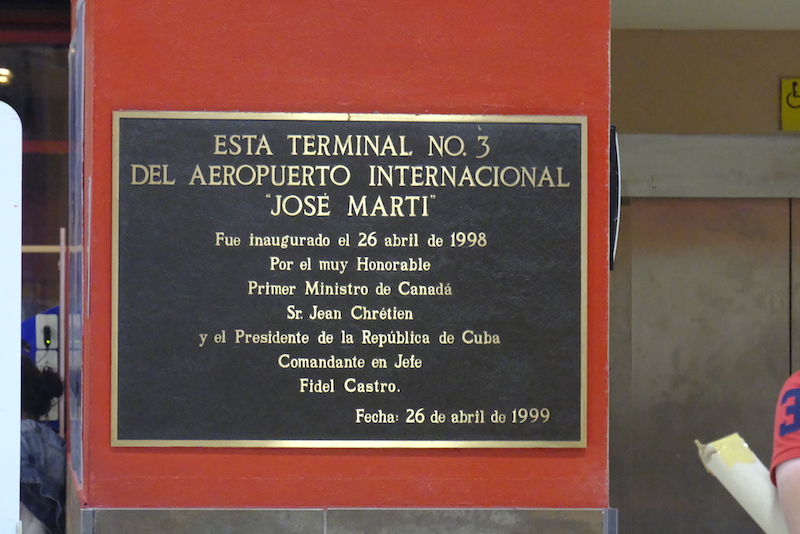 ESTA TERMINAL NO. 3
DEL AEROPUERTO INTERNACIONAL
"JOSÉ MARTI"
Fue inaugurado el 26 abril de 1998
Por el muy Honorable
Primer Ministro de Canadá
Sr. Jean Chrétien
y el Presidente de la República de Cuba
Comandante en Jefe
Fidel Castro.
Fecha: 26 de abril de 1999
3